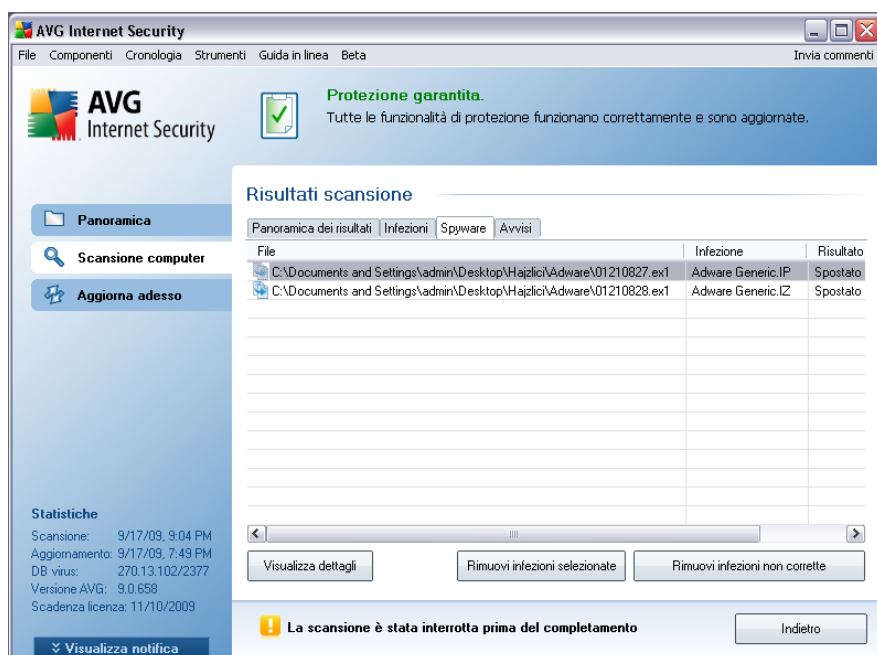 AVG Internet Security
File Componenti Cronologia Strumenti Guida in linea Beta Invia commenti
AVG
Internet Security
Protezione garantita.
Tutte le funzionalità di protezione funzionano correttamente e sono aggiornate.
Panoramica
Scansione computer
Aggiorna adesso
Risultati scansione
Panoramica dei risultati Infezioni Spyware Avvisi
File Infezione Risultato
C:\Documents and Settings\admin\Desktop\Hajzlici\Adware\01210827.ex1 Adware Generic.IP Spostato
C:\Documents and Settings\admin\Desktop\Hajzlici\Adware\01210828.ex1 Adware Generic.IZ Spostato
Statistiche
Scansione: 9/17/09, 9:04 PM
Aggiornamento: 9/17/09, 7:49 PM
DB virus: 270.13.102/2377
Versione AVG: 9.0.658
Scadenza licenza: 11/10/2009
Visualizza notifica
Visualizza dettagli Rimuovi infezioni selezionate Rimuovi infezioni non corrette
La scansione è stata interrotta prima del completamento
Indietro